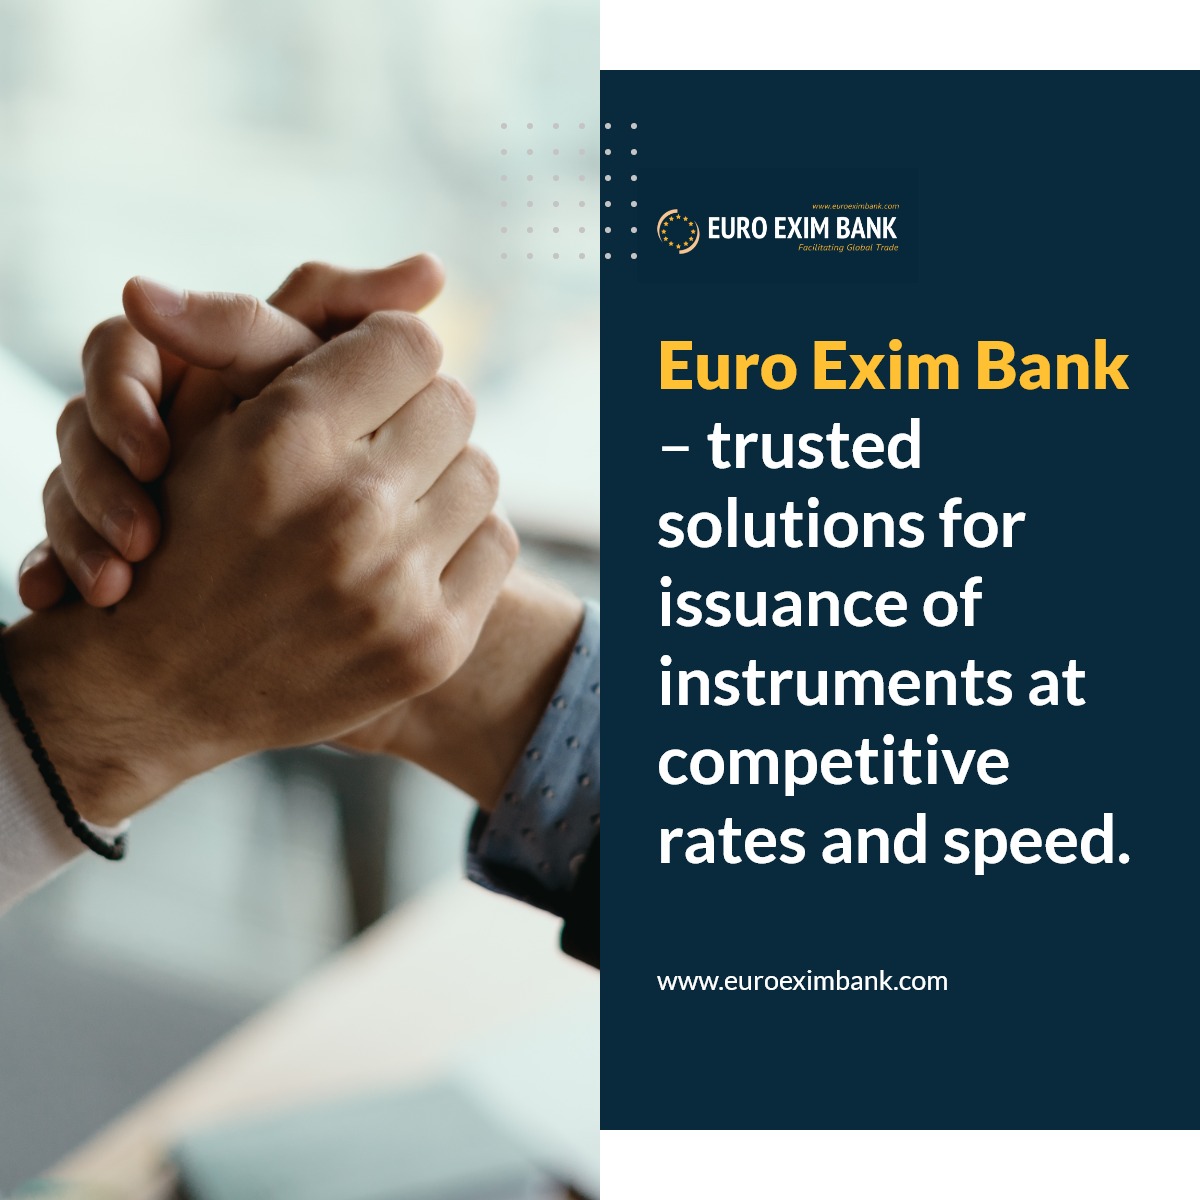 www.euroeximbank.com
EURO EXIM BANK
Facilitating Global Trade
Euro Exim Bank
– trusted
solutions for
issuance of
instruments at
competitive
rates and speed.
www.euroeximbank.com